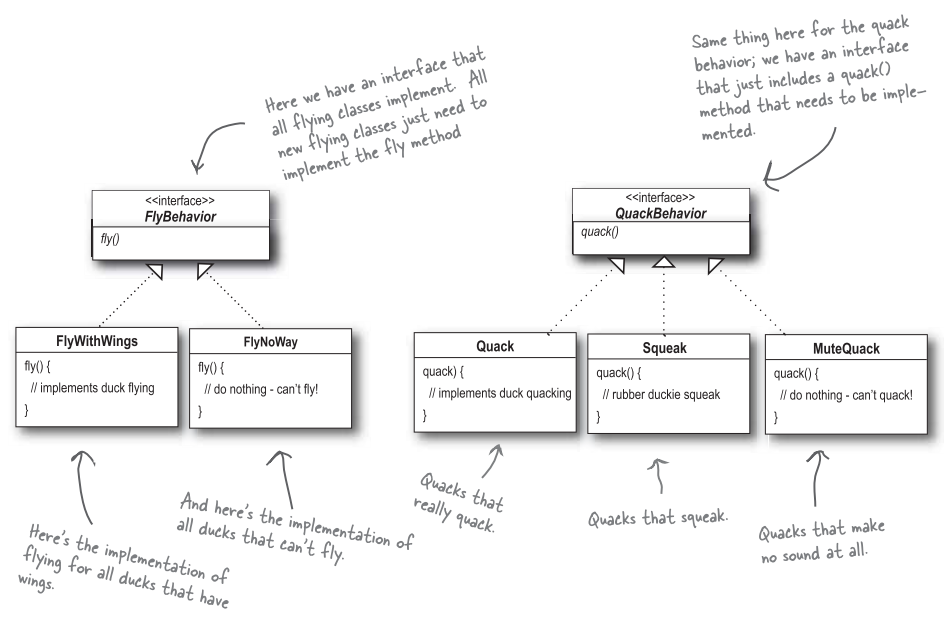 Here we have an interface that
all flying classes implement. All
new flying classes just need to
implement the fly method
Same thing here for the quack
behavior; we have an interface
that just includes a quack()
method that needs to be imple-
mented.
<<interface>>
FlyBehavior
fly()
<<interface>>
QuackBehavior
quack()
FlyWithWings
fly() {
// implements duck flying
}
FlyNoWay
fly() {
// do nothing - can't fly!
}
Quack
quack) {
// implements duck quacking
}
Squeak
quack() {
// rubber duckie squeak
}
MuteQuack
quack() {
// do nothing - can't quack!
}
Here's the implementation of
flying for all ducks that have
wings.
And here's the implementation of
all ducks that can't fly.
Quacks that
really quack.
Quacks that squeak.
Quacks that make
no sound at all.